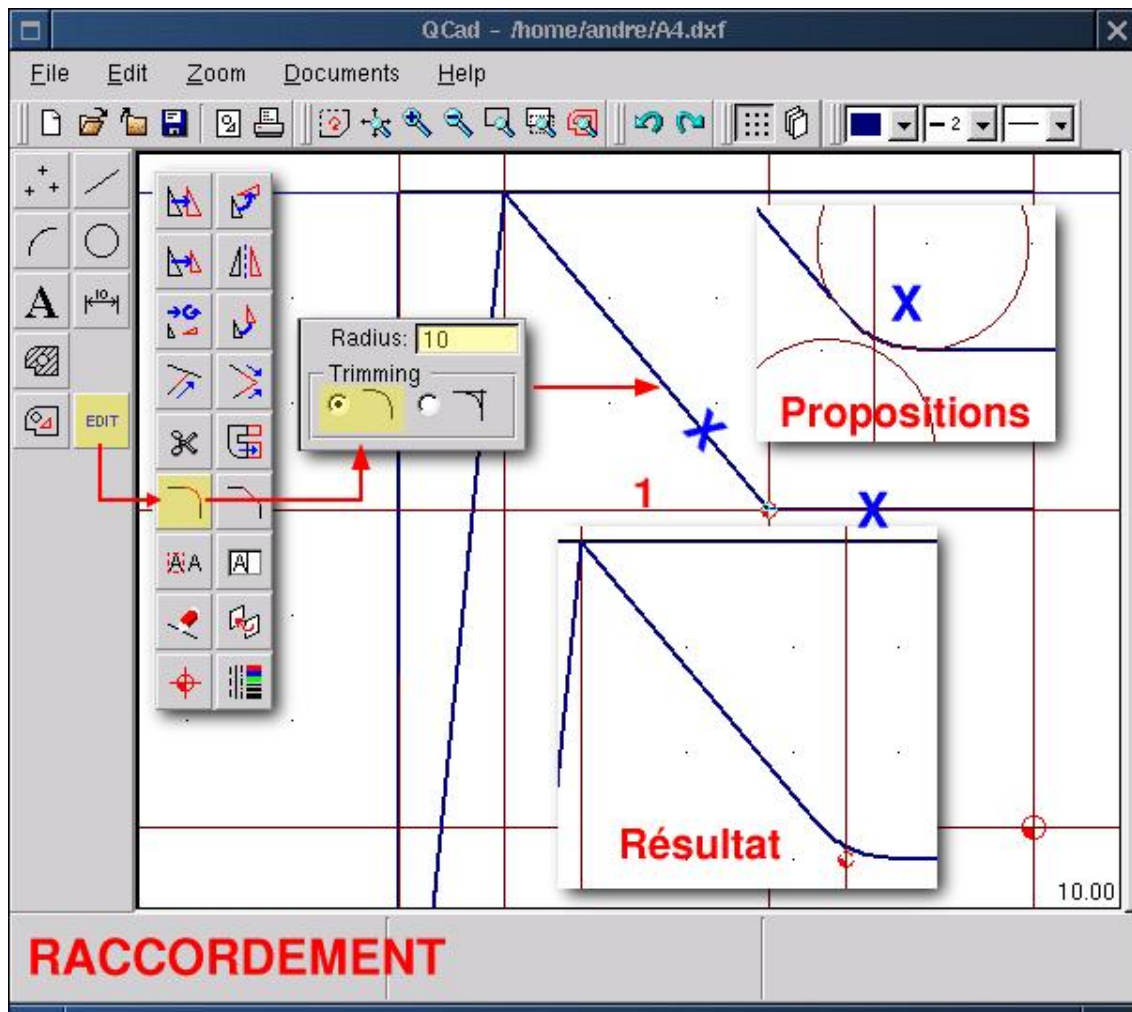 QCad - /home/andre/A4.dxf
File Edit Zoom Documents Help
2
A
10
EDIT
Radius: 10
Trimming
X
Propositions
X
1
X
A A
A
Résultat
10.00
RACCORDEMENT